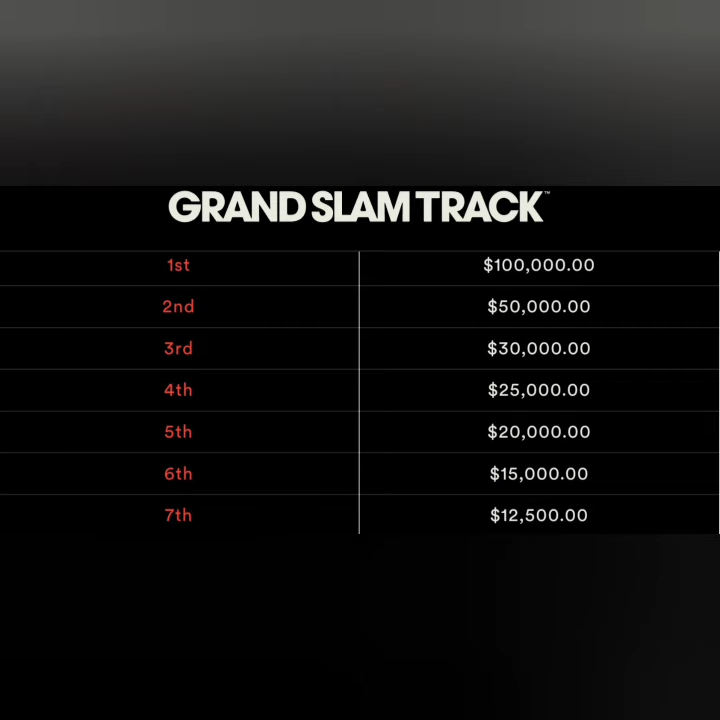 GRAND SLAM TRACK™
1st $100,000.00
2nd $50,000.00
3rd $30,000.00
4th $25,000.00
5th $20,000.00
6th $15,000.00
7th $12,500.00